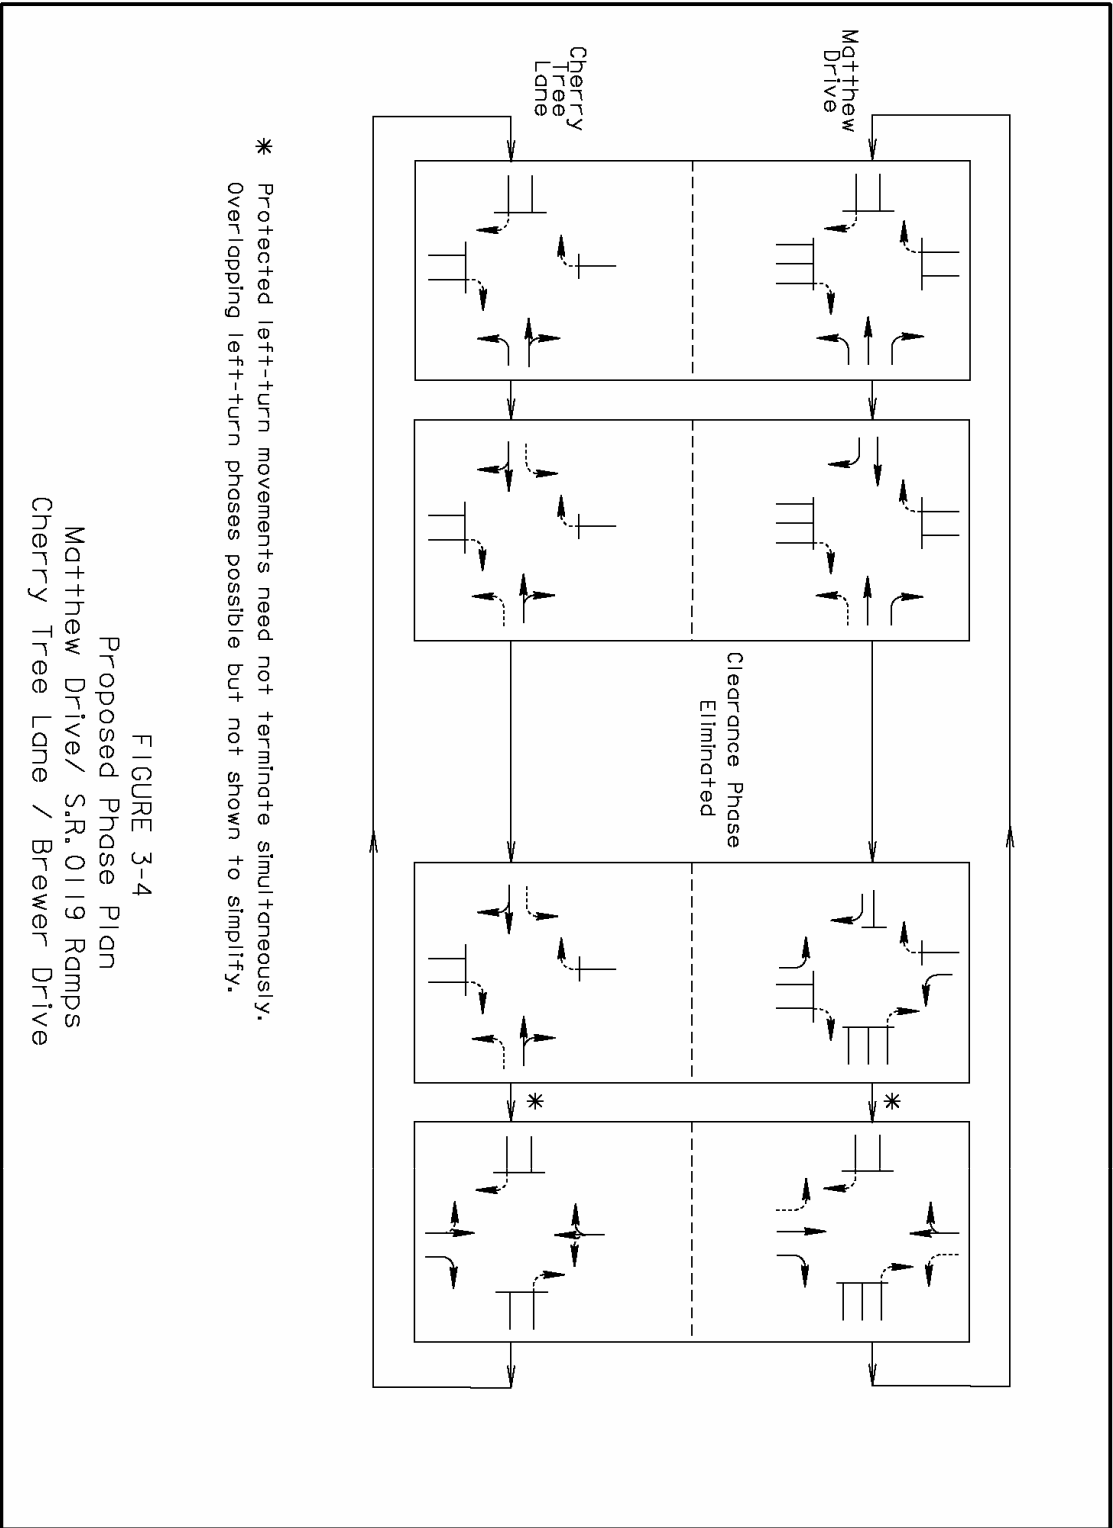 Matthew
Drive
Cherry
Tree
Lane
Clearance Phase
Eliminated
*
*
* Protected left-turn movements need not terminate simultaneously.
Overlapping left-turn phases possible but not shown to simplify.
FIGURE 3-4
Proposed Phase Plan
Matthew Drive/ S.R. 0119 Ramps
Cherry Tree Lane / Brewer Drive